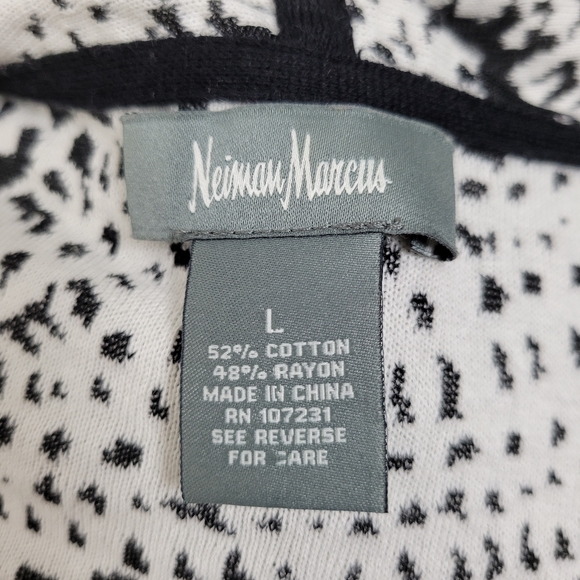 Neiman Marcus
L
52% COTTON
48% RAYON
MADE IN CHINA
RN 107231
SEE REVERSE
FOR CARE